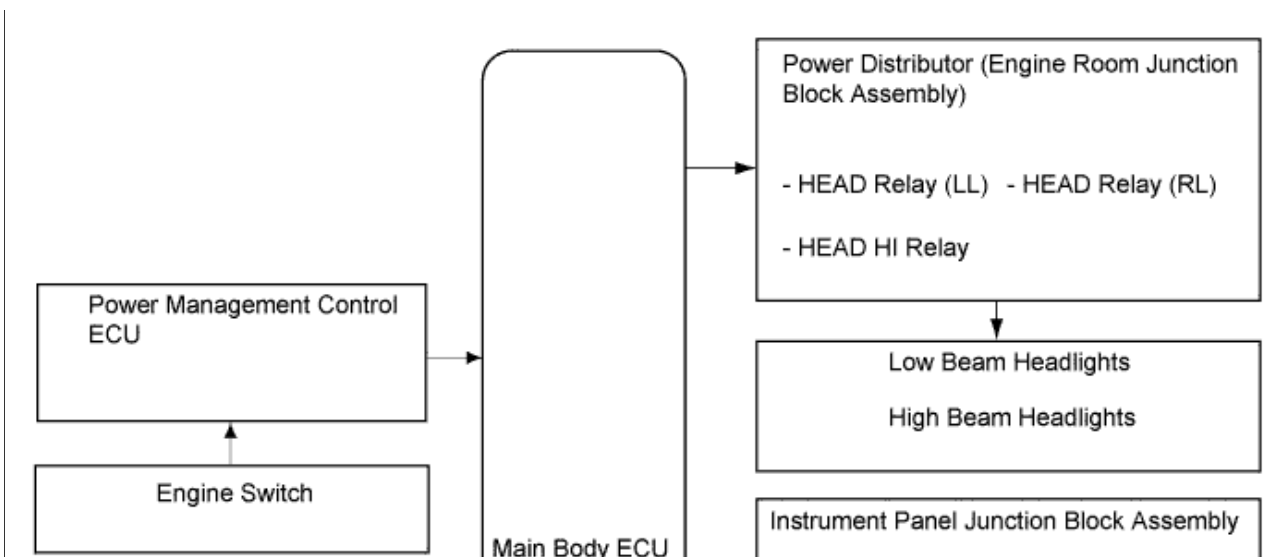 Power Distributor (Engine Room Junction
Block Assembly)
- HEAD Relay (LL) - HEAD Relay (RL)
- HEAD HI Relay
Power Management Control
ECU
Low Beam Headlights
High Beam Headlights
Engine Switch
Instrument Panel Junction Block Assembly
Main Body ECU